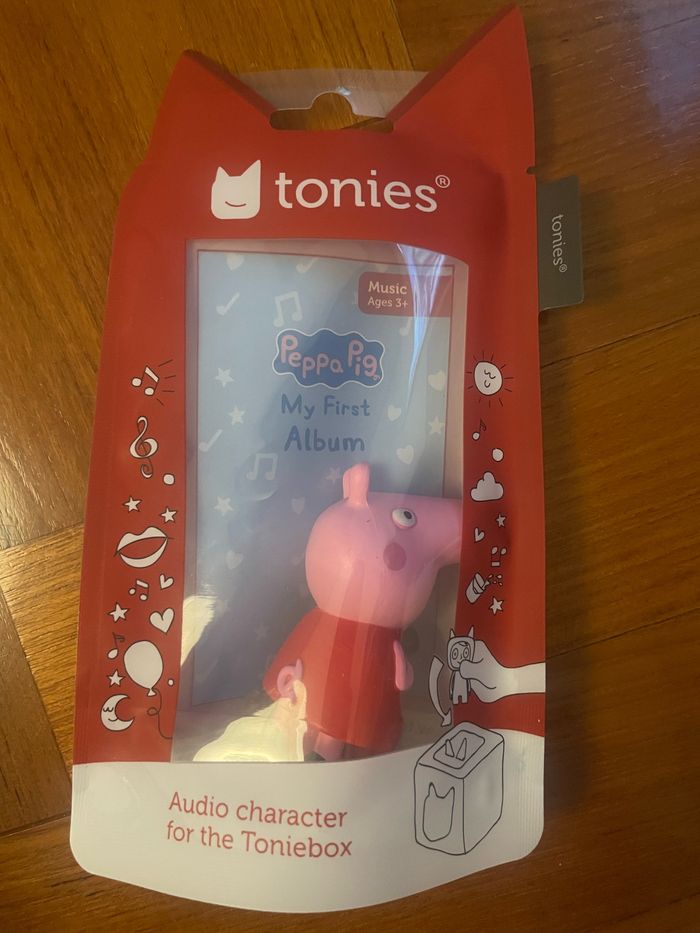 tonies®
tonies®
Music
Ages 3+
Peppa Pig
My First
Album
Audio character
for the Toniebox